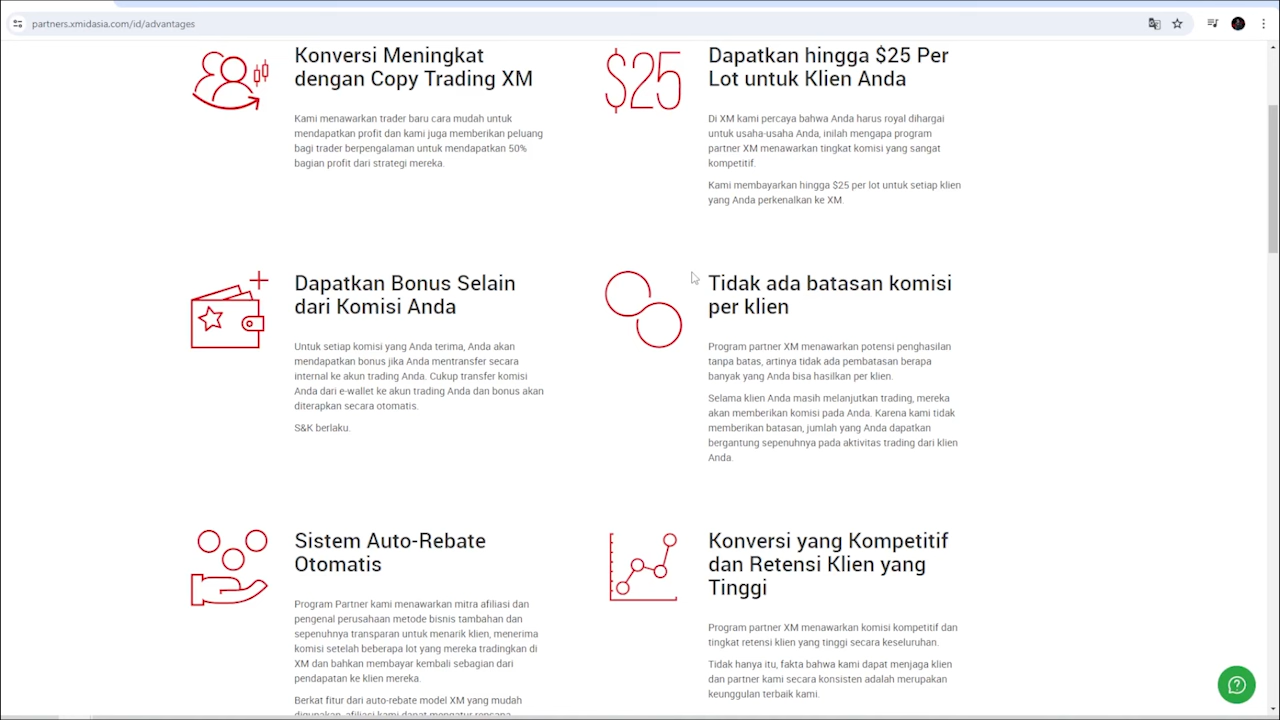 partners.xmidasia.com/id/advantages
Konversi Meningkat
dengan Copy Trading XM
Kami menawarkan trader baru cara mudah untuk
mendapatkan profit dan kami juga memberikan peluang
bagi trader berpengalaman untuk mendapatkan 50%
bagian profit dari strategi mereka.
$25
Dapatkan hingga $25 Per
Lot untuk Klien Anda
Di XM kami percaya bahwa Anda harus royal dihargai
untuk usaha-usaha Anda, inilah mengapa program
partner XM menawarkan tingkat komisi yang sangat
kompetitif.
Kami membayarkan hingga $25 per lot untuk setiap klien
yang Anda perkenalkan ke XM.
Dapatkan Bonus Selain
dari Komisi Anda
Untuk setiap komisi yang Anda terima, Anda akan
mendapatkan bonus jika Anda mentransfer secara
internal ke akun trading Anda. Cukup transfer komisi
Anda dari e-wallet ke akun trading Anda dan bonus akan
diterapkan secara otomatis.
S&K berlaku.
Tidak ada batasan komisi
per klien
Program partner XM menawarkan potensi penghasilan
tanpa batas, artinya tidak ada pembatasan berapa
banyak yang Anda bisa hasilkan per klien.
Selama klien Anda masih melanjutkan trading, mereka
akan memberikan komisi pada Anda. Karena kami tidak
memberikan batasan, jumlah yang Anda dapatkan
bergantung sepenuhnya pada aktivitas trading dari klien
Anda.
Sistem Auto-Rebate
Otomatis
Program Partner kami menawarkan mitra afiliasi dan
pengenal perusahaan metode bisnis tambahan dan
sepenuhnya transparan untuk menarik klien, menerima
komisi setelah beberapa lot yang mereka tradingkan di
XM dan bahkan membayar kembali sebagian dari
pendapatan ke klien mereka.
Berkat fitur dari auto-rebate model XM yang mudah
digunakan, afiliasi kami dapat mengatur rencana
Konversi yang Kompetitif
dan Retensi Klien yang
Tinggi
Program partner XM menawarkan komisi kompetitif dan
tingkat retensi klien yang tinggi secara keseluruhan.
Tidak hanya itu, fakta bahwa kami dapat menjaga klien
dan partner kami secara konsisten adalah merupakan
keunggulan terbaik kami.